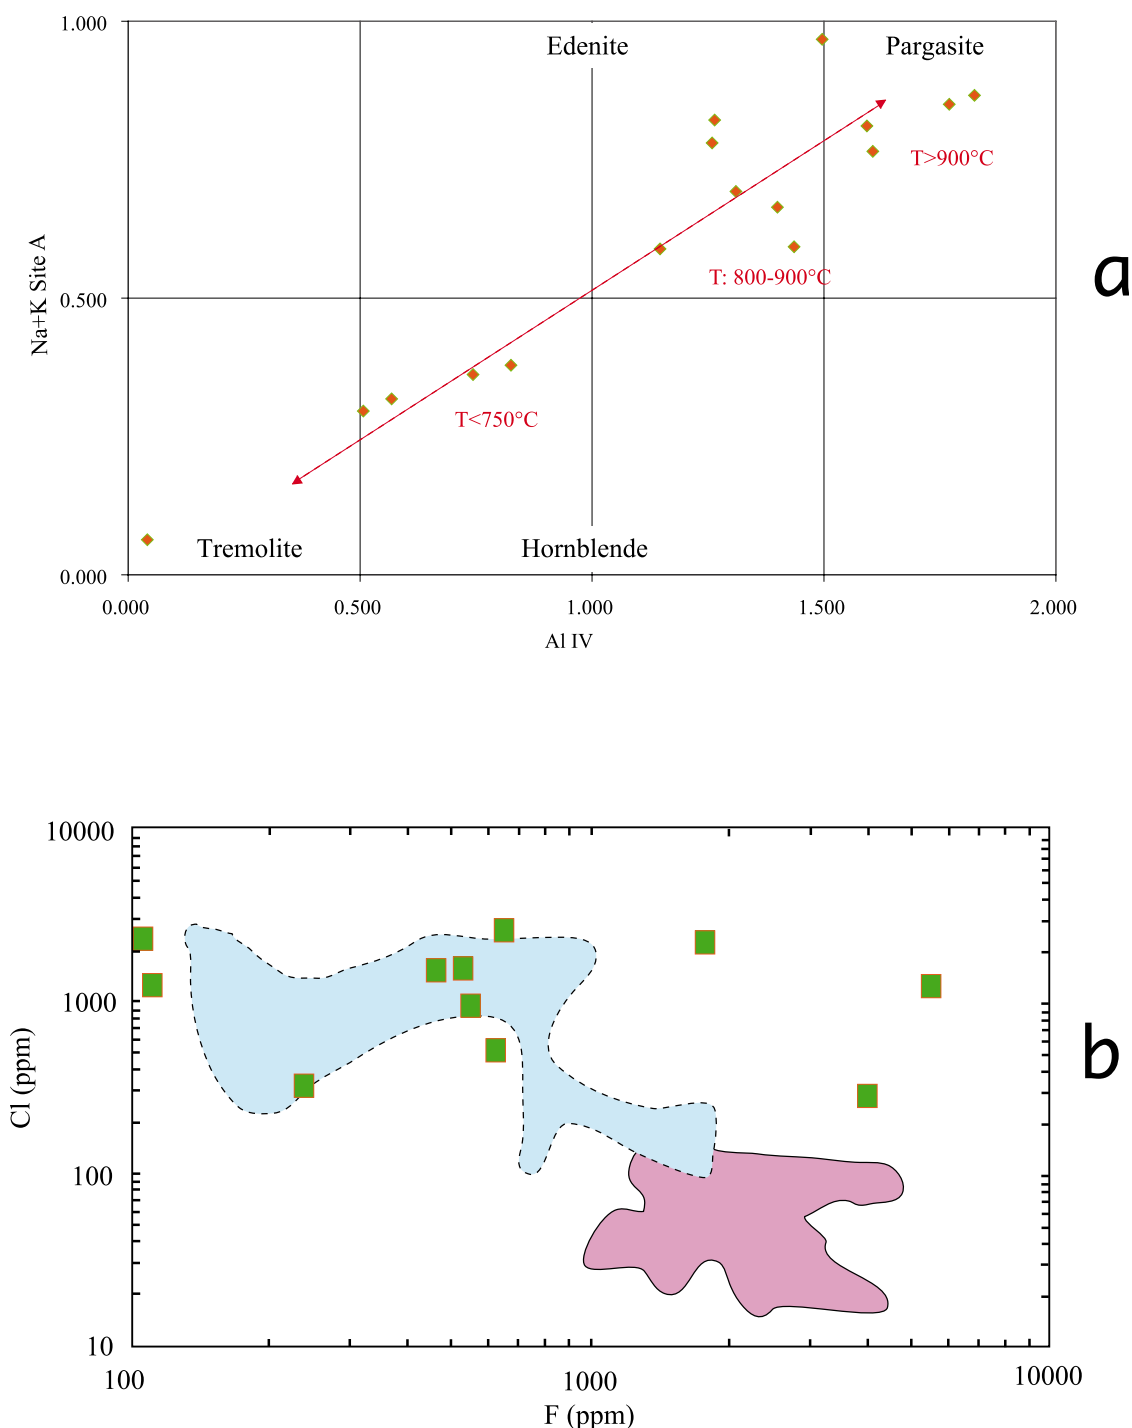 1.000
Edenite
Pargasite
T>900°C
Na+K Site A
T: 800-900°C
a
0.500
T<750°C
Tremolite
Hornblende
0.000
0.000
0.500
1.000
1.500
2.000
Al IV
10000
1000
b
Cl (ppm)
100
10
100
1000
10000
F (ppm)